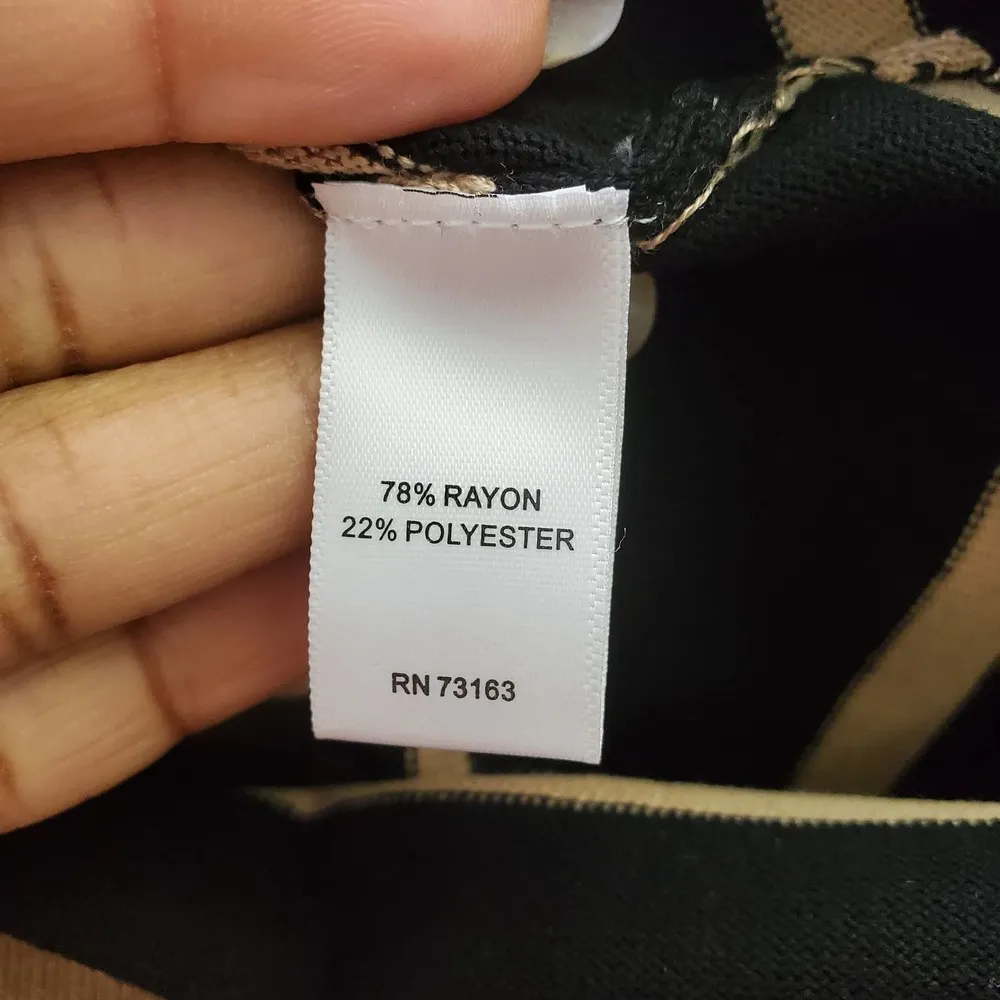 78% RAYON
22% POLYESTER
RN 73163